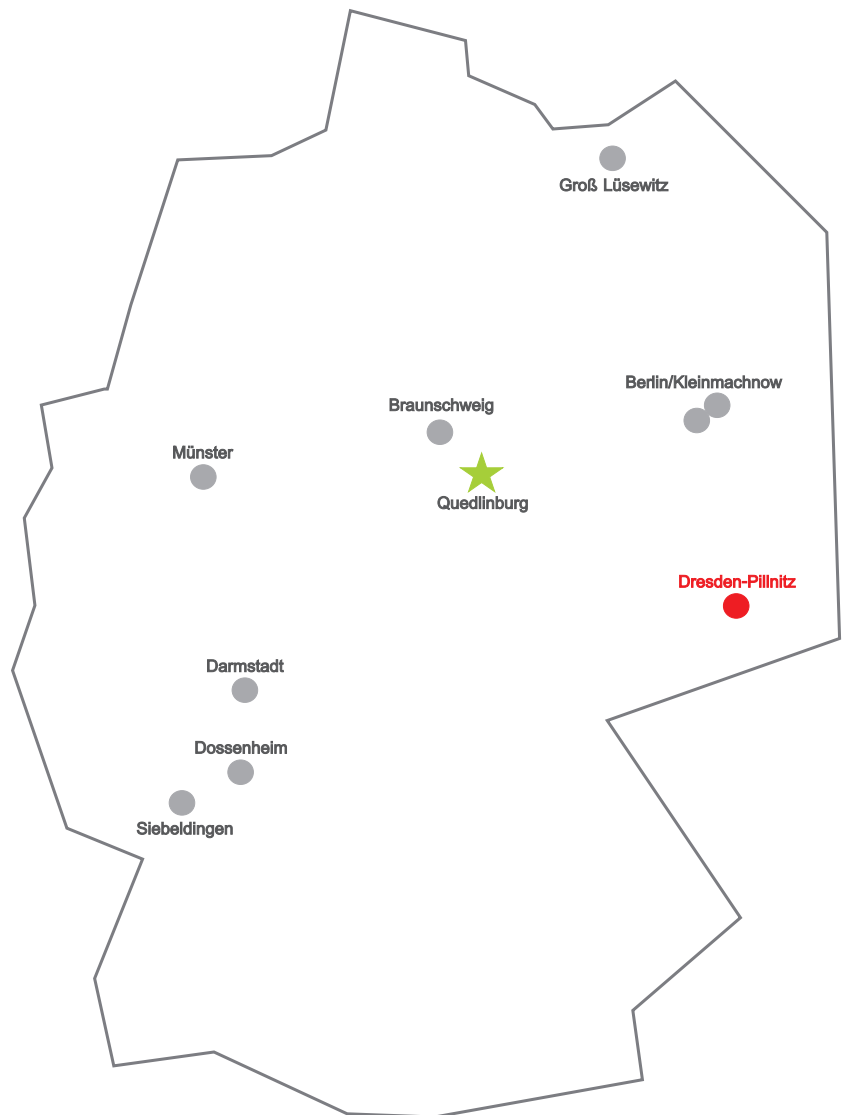 Groß Lüsewitz
Berlin/Kleinmachnow
Braunschweig
Münster
Quedlinburg
Dresden-Pillnitz
Darmstadt
Dossenheim
Siebeldingen